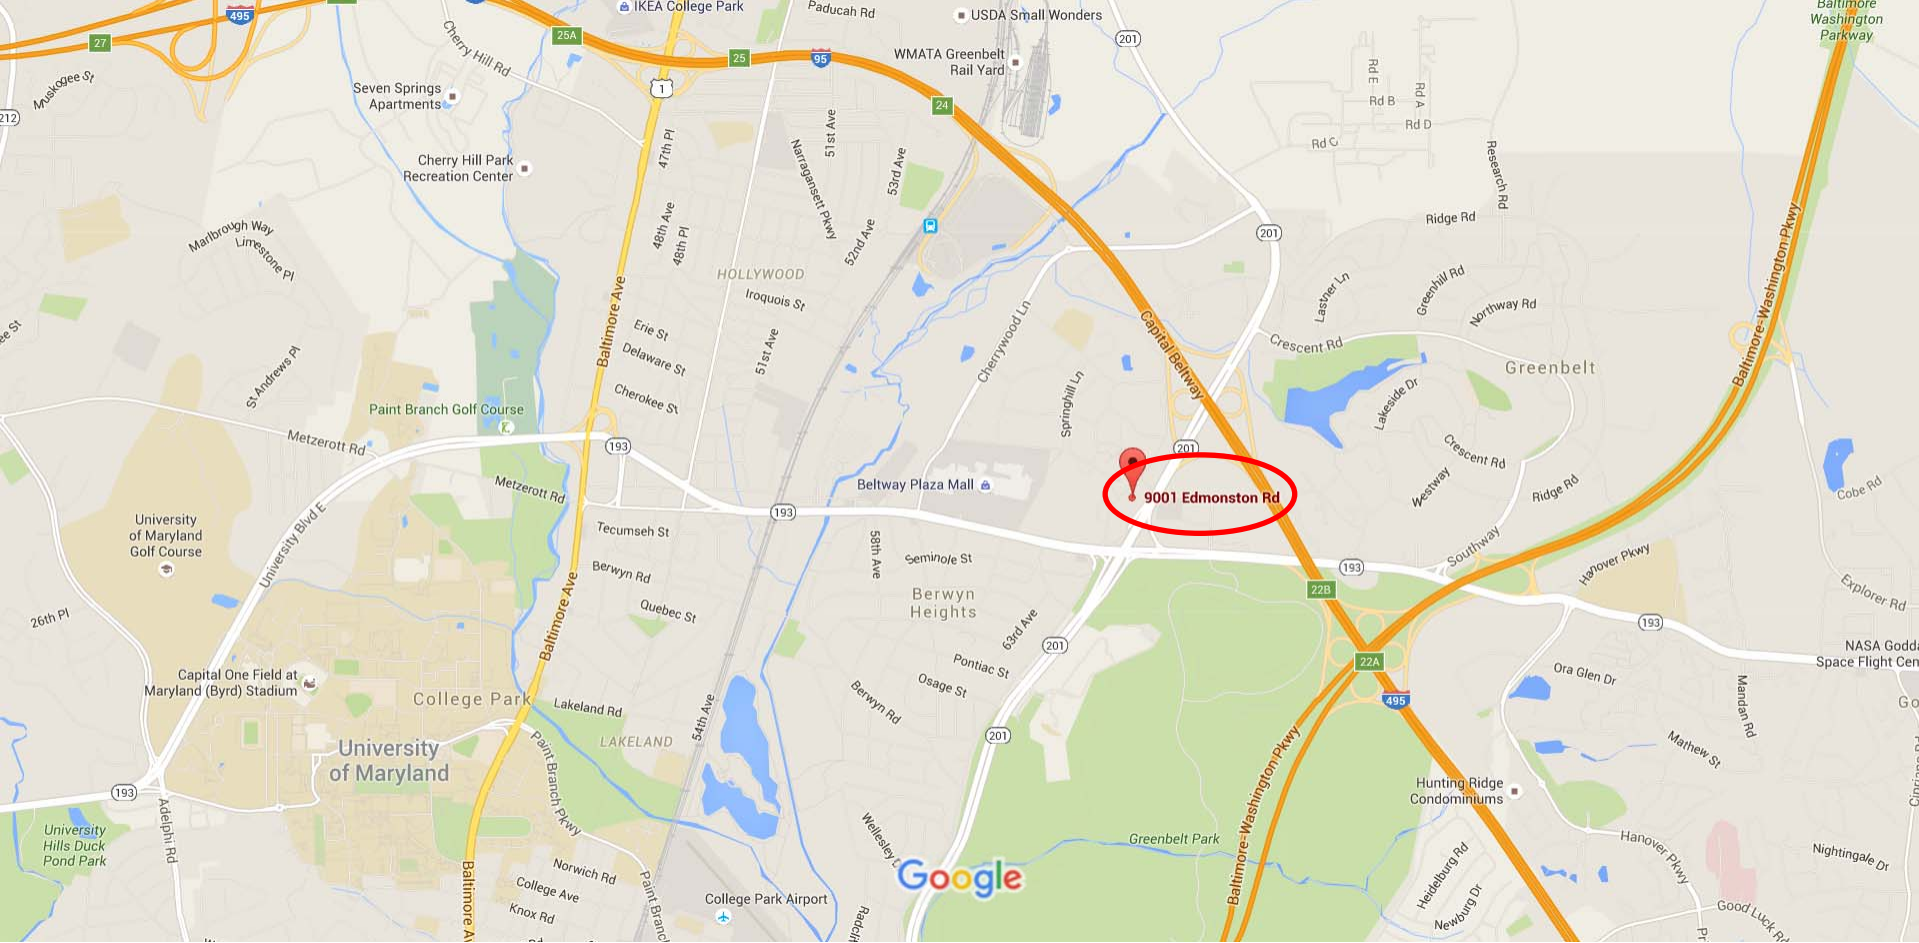 Baltimore
Washington
Parkway
IKEA College Park
Paducah Rd
USDA Small Wonders
495
27
25A
25
95
201
Cherry Hill Rd
WMATA Greenbelt
Rail Yard
Muskogee St
Seven Springs
Apartments
1
24
212
Rd E
Rd B
Rd A
Rd D
Rd C
Research Rd
47th Pl
51st Ave
Narragansett Pkwy
53rd Ave
Cherry Hill Park
Recreation Center
Marlbrough Way
Limestone Pl
48th Ave
48th Pl
52nd Ave
Ridge Rd
201
HOLLYWOOD
Iroquois St
Baltimore Ave
Erie St
Delaware St
51st Ave
Cherokee St
Cherrywood Ln
Capital Beltway
Lastner Ln
Greenhill Rd
Northway Rd
Crescent Rd
Greenbelt
Baltimore-Washington Pkwy
St Andrews Pl
Paint Branch Golf Course
Metzerott Rd
193
Springhill Ln
Lakeside Dr
201
Crescent Rd
Westway
Ridge Rd
Cobe Rd
Metzerott Rd
Beltway Plaza Mall
9001 Edmonston Rd
University
of Maryland
Golf Course
University Blvd E
193
Tecumseh St
58th Ave
Seminole St
Berwyn Rd
Berwyn
Heights
Quebec St
63rd Ave
193
Southway
Hanover Pkwy
22B
Explorer Rd
193
26th Pl
Baltimore Ave
201
Pontiac St
Osage St
22A
495
Ora Glen Dr
NASA Godda
Space Flight Cen
Capital One Field at
Maryland (Byrd) Stadium
College Park
Lakeland Rd
54th Ave
Berwyn Rd
LAKELAND
201
Mandan Rd
Mathew St
University
of Maryland
Paint Branch Pkwy
Baltimore-Washington Pkwy
Hunting Ridge
Condominiums
193
Adelphi Rd
University
Hills Duck
Pond Park
Greenbelt Park
Hanover Pkwy
Nightingale Dr
Heidelburg Rd
Newburg Dr
Google
Norwich Rd
College Ave
Knox Rd
College Park Airport
Good Luck Rd